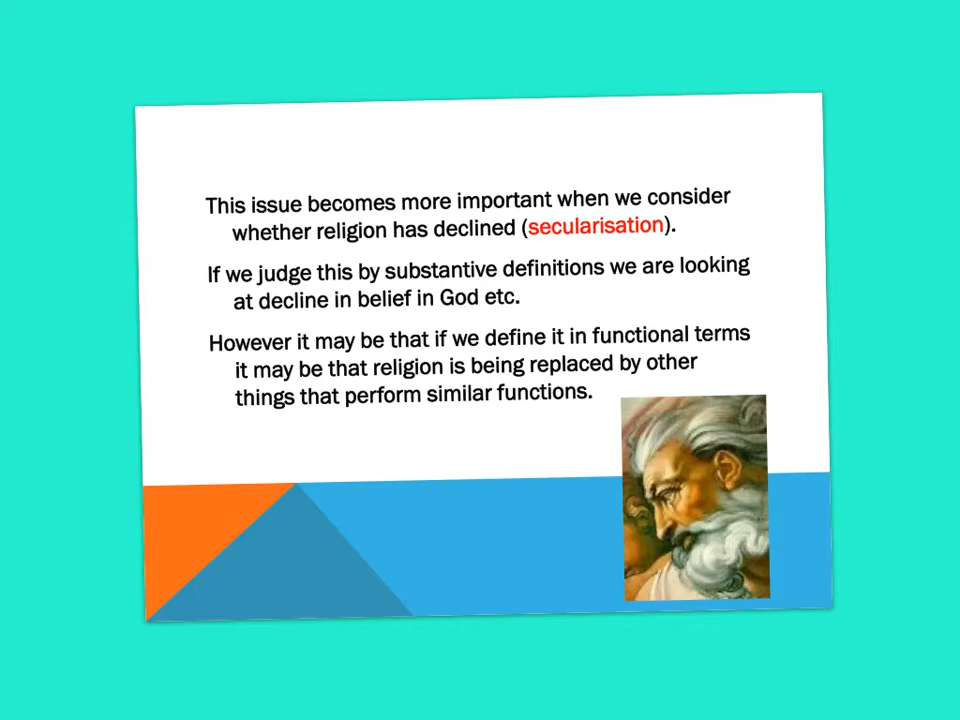 This issue becomes more important when we consider
whether religion has declined (secularisation).
If we judge this by substantive definitions we are looking
at decline in belief in God etc.
However it may be that if we define it in functional terms
it may be that religion is being replaced by other
things that perform similar functions.